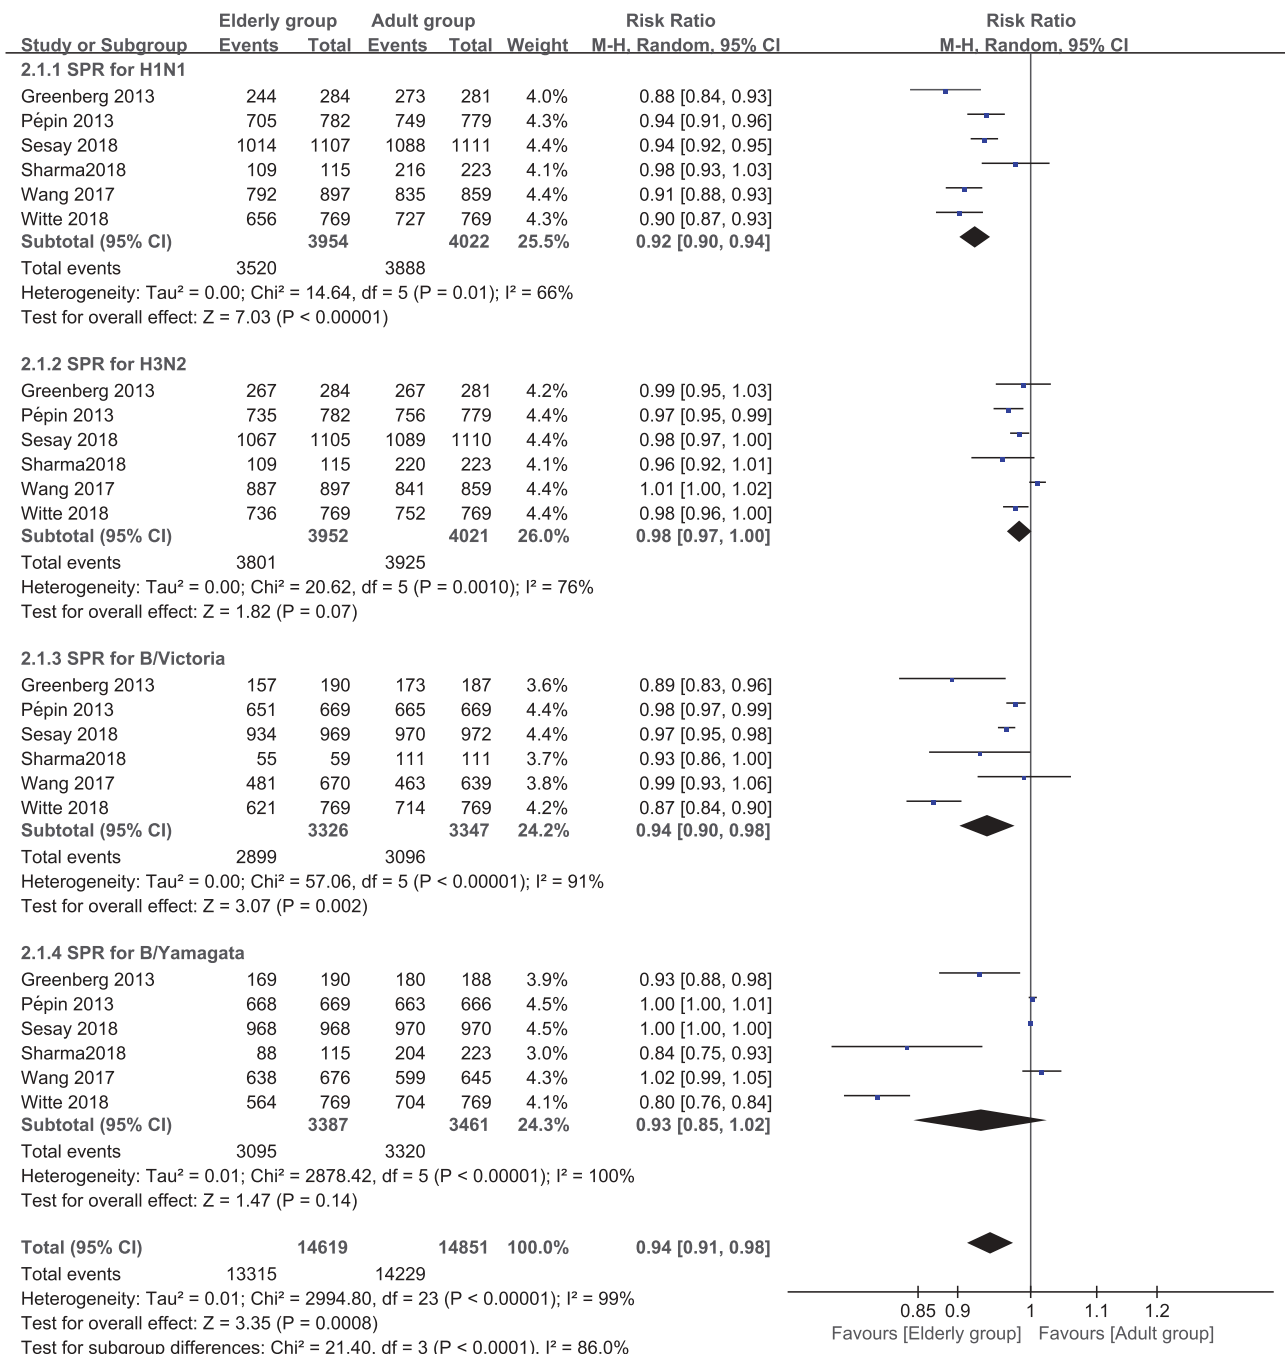 Elderly group Adult group Risk Ratio Risk Ratio
Study or Subgroup Events Total Events Total Weight M-H, Random, 95% CI M-H, Random, 95% CI
2.1.1 SPR for H1N1
Greenberg 2013 244 284 273 281 4.0% 0.88 [0.84, 0.93]
Pépin 2013 705 782 749 779 4.3% 0.94 [0.91, 0.96]
Sesay 2018 1014 1107 1088 1111 4.4% 0.94 [0.92, 0.95]
Sharma2018 109 115 216 223 4.1% 0.98 [0.93, 1.03]
Wang 2017 792 897 835 859 4.4% 0.91 [0.88, 0.93]
Witte 2018 656 769 727 769 4.3% 0.90 [0.87, 0.93]
Subtotal (95% CI) 3954 4022 25.5% 0.92 [0.90, 0.94]
Total events 3520 3888
Heterogeneity: Tau² = 0.00; Chi² = 14.64, df = 5 (P = 0.01); I² = 66%
Test for overall effect: Z = 7.03 (P < 0.00001)
2.1.2 SPR for H3N2
Greenberg 2013 267 284 267 281 4.2% 0.99 [0.95, 1.03]
Pépin 2013 735 782 756 779 4.4% 0.97 [0.95, 0.99]
Sesay 2018 1067 1105 1089 1110 4.4% 0.98 [0.97, 1.00]
Sharma2018 109 115 220 223 4.1% 0.96 [0.92, 1.01]
Wang 2017 887 897 841 859 4.4% 1.01 [1.00, 1.02]
Witte 2018 736 769 752 769 4.4% 0.98 [0.96, 1.00]
Subtotal (95% CI) 3952 4021 26.0% 0.98 [0.97, 1.00]
Total events 3801 3925
Heterogeneity: Tau² = 0.00; Chi² = 20.62, df = 5 (P = 0.0010); I² = 76%
Test for overall effect: Z = 1.82 (P = 0.07)
2.1.3 SPR for B/Victoria
Greenberg 2013 157 190 173 187 3.6% 0.89 [0.83, 0.96]
Pépin 2013 651 669 665 669 4.4% 0.98 [0.97, 0.99]
Sesay 2018 934 969 970 972 4.4% 0.97 [0.95, 0.98]
Sharma2018 55 59 111 111 3.7% 0.93 [0.86, 1.00]
Wang 2017 481 670 463 639 3.8% 0.99 [0.93, 1.06]
Witte 2018 621 769 714 769 4.2% 0.87 [0.84, 0.90]
Subtotal (95% CI) 3326 3347 24.2% 0.94 [0.90, 0.98]
Total events 2899 3096
Heterogeneity: Tau² = 0.00; Chi² = 57.06, df = 5 (P < 0.00001); I² = 91%
Test for overall effect: Z = 3.07 (P = 0.002)
2.1.4 SPR for B/Yamagata
Greenberg 2013 169 190 180 188 3.9% 0.93 [0.88, 0.98]
Pépin 2013 668 669 663 666 4.5% 1.00 [1.00, 1.01]
Sesay 2018 968 968 970 970 4.5% 1.00 [1.00, 1.00]
Sharma2018 88 115 204 223 3.0% 0.84 [0.75, 0.93]
Wang 2017 638 676 599 645 4.3% 1.02 [0.99, 1.05]
Witte 2018 564 769 704 769 4.1% 0.80 [0.76, 0.84]
Subtotal (95% CI) 3387 3461 24.3% 0.93 [0.85, 1.02]
Total events 3095 3320
Heterogeneity: Tau² = 0.01; Chi² = 2878.42, df = 5 (P < 0.00001); I² = 100%
Test for overall effect: Z = 1.47 (P = 0.14)
Total (95% CI) 14619 14851 100.0% 0.94 [0.91, 0.98]
Total events 13315 14229
Heterogeneity: Tau² = 0.01; Chi² = 2994.80, df = 23 (P < 0.00001); I² = 99%
Test for overall effect: Z = 3.35 (P = 0.0008)
Test for subgroup differences: Chi² = 21.40, df = 3 (P < 0.0001), I² = 86.0%
0.85 0.9 1 1.1 1.2
Favours [Elderly group] Favours [Adult group]